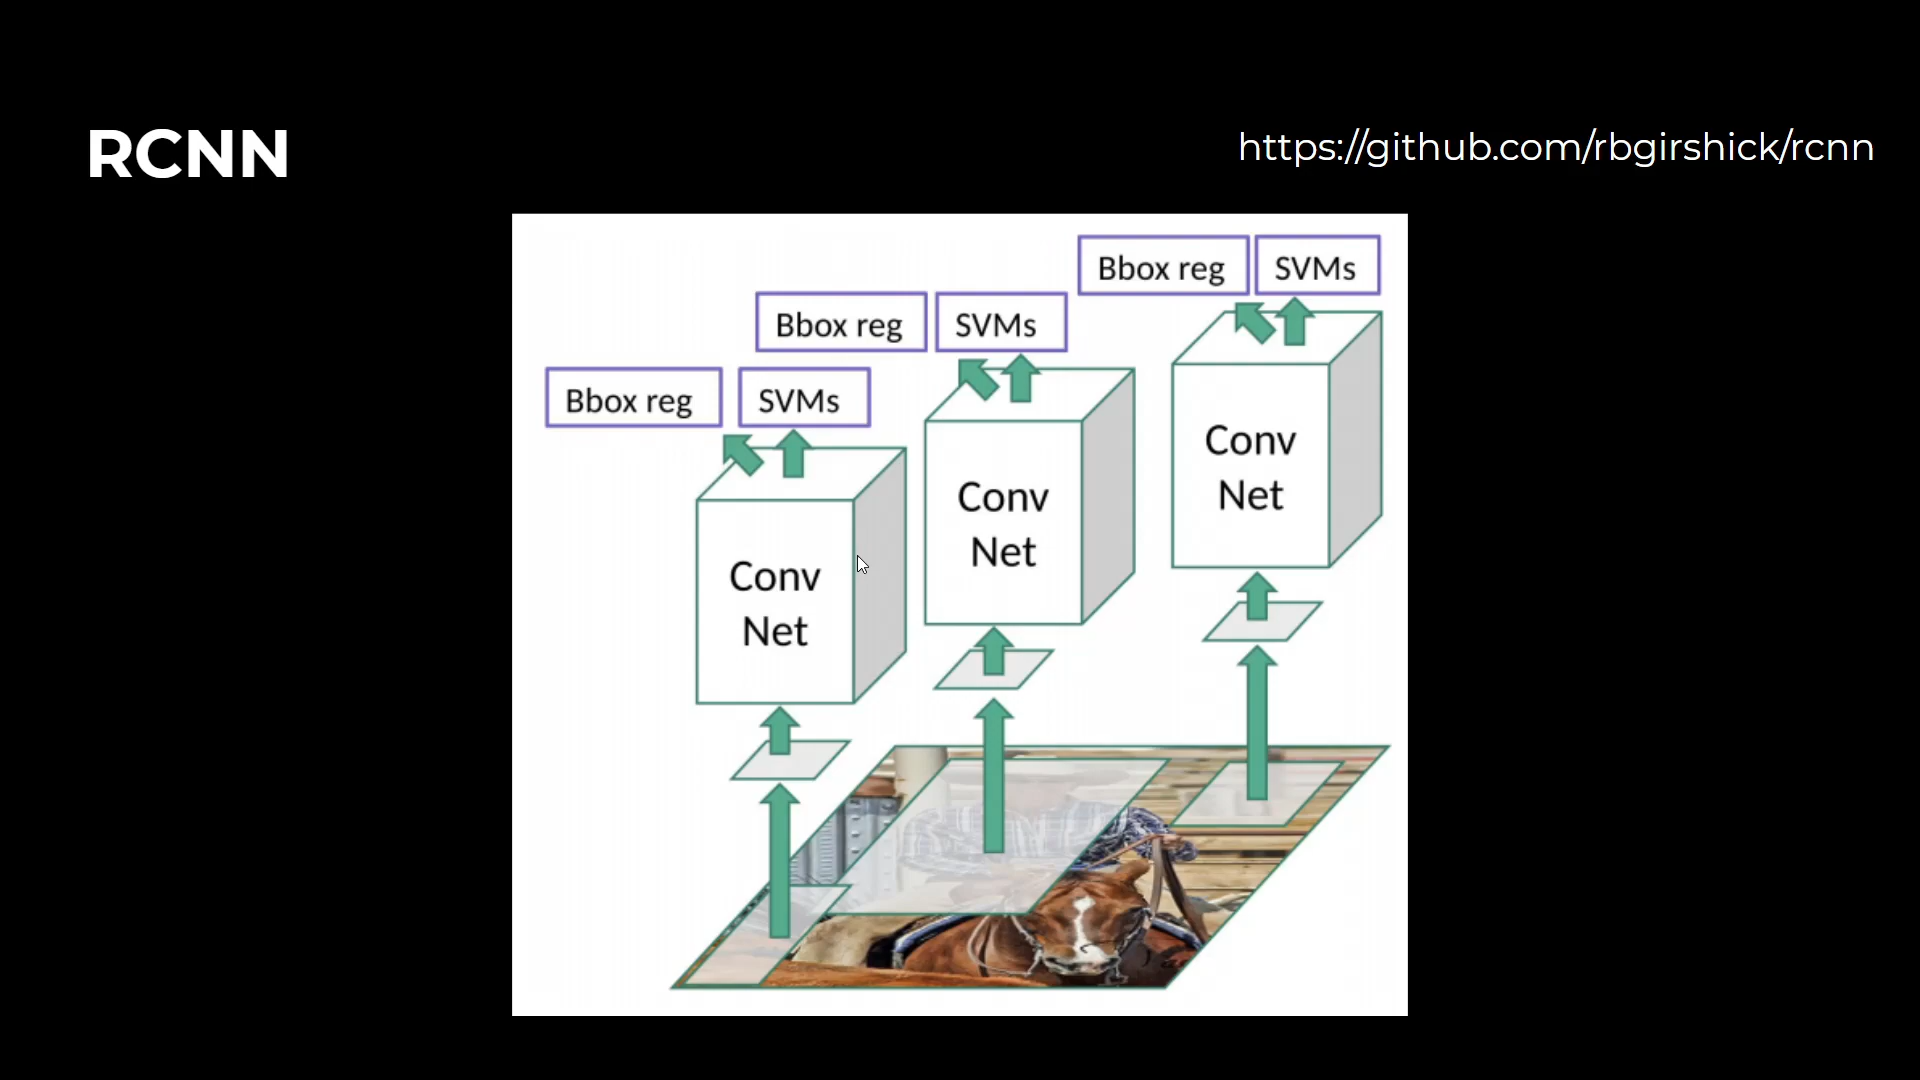 RCNN
https://github.com/rbgirshick/rcnn
Bbox reg
SVMs
Bbox reg
SVMs
Bbox reg
SVMs
Conv
Net
Conv
Net
Conv
Net